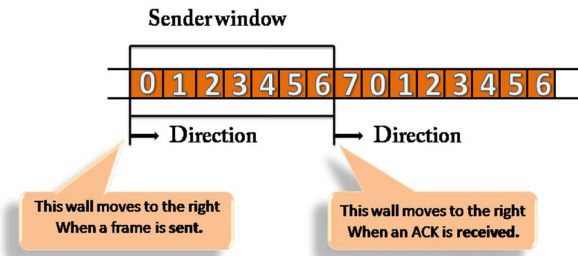 Sender window
0 1 2 3 4 5 6 7 0 1 2 3 4 5 6
Direction Direction
This wall moves to the right
When a frame is sent.
This wall moves to the right
When an ACK is received.